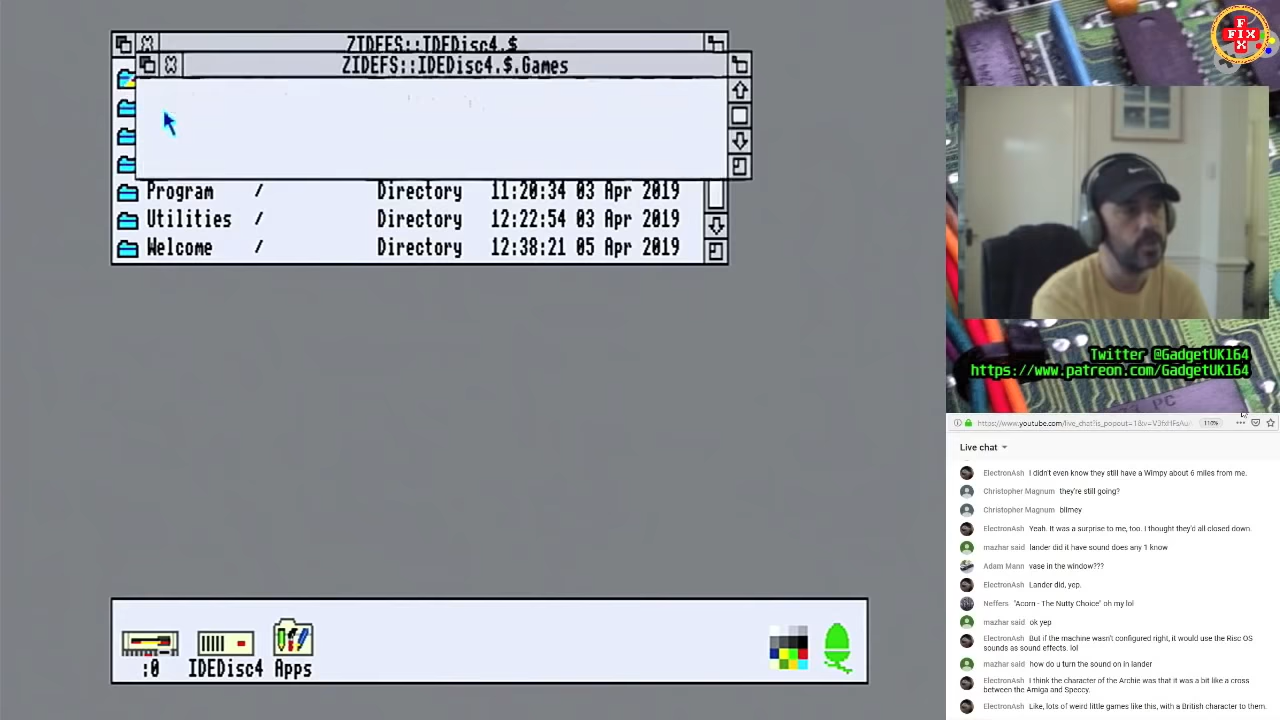 ZIDEFS::IDEDisc4.$
ZIDEFS::IDEDisc4.$.Games
Program / Directory 11:20:34 03 Apr 2019
Utilities / Directory 12:22:54 03 Apr 2019
Welcome / Directory 12:38:21 05 Apr 2019
:0 IDEDisc4 Apps
FIX
FIX
Twitter @GadgetUK164
https://www.patreon.com/GadgetUK164
110%
Live chat
ElectronAsh I didn't even know they still have a Wimpy about 6 miles from me.
Christopher Magnum they're still going?
Christopher Magnum blimey
ElectronAsh Yeah. It was a surprise to me, too. I thought they'd all closed down.
mazhar said lander did it have sound does any 1 know
Adam Mann vase in the window???
ElectronAsh Lander did, yep.
Neffers "Acorn - The Nutty Choice" oh my lol
mazhar said ok yep
ElectronAsh But if the machine wasn't configured right, it would use the Risc OS
sounds as sound effects. lol
mazhar said how do u turn the sound on in lander
ElectronAsh I think the character of the Archie was that it was a bit like a cross
between the Amiga and Speccy.
ElectronAsh Like, lots of weird little games like this, with a British character to them.